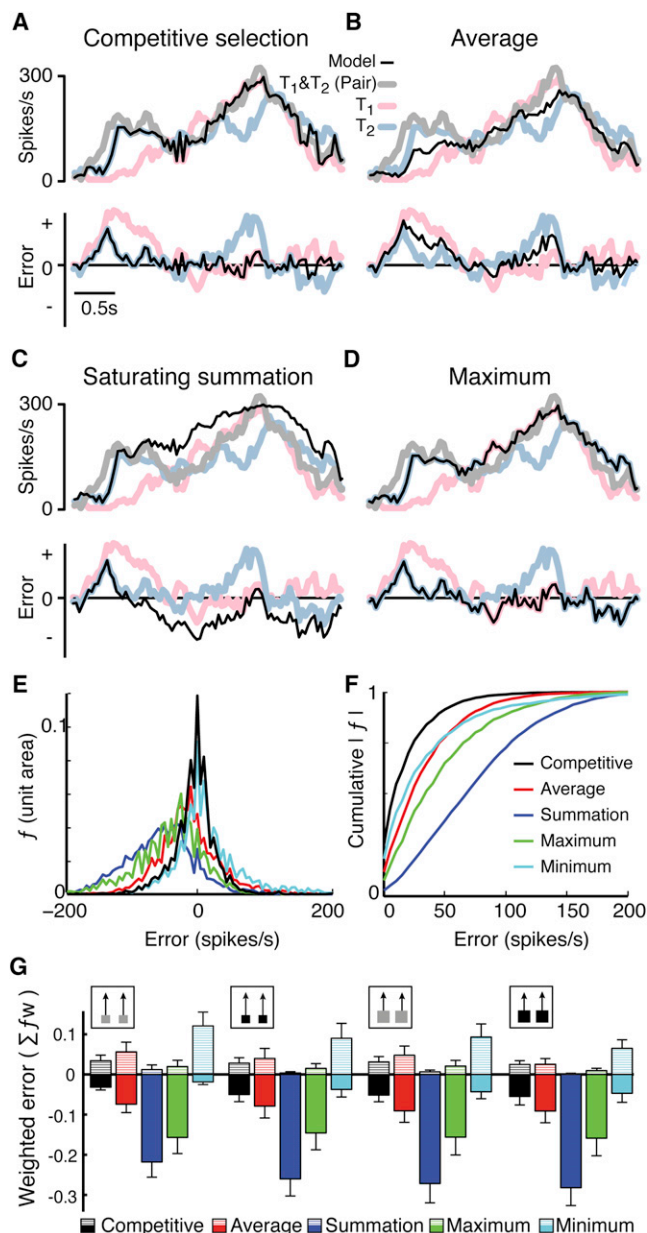 A
Competitive selection
B
Average
Model
T1&T2 (Pair)
T1
T2
300
Spikes/s
0
+
Error
0
-
0.5s
C
Saturating summation
D
Maximum
300
Spikes/s
0
+
Error
0
-
E
0.1
f (unit area)
-200
0
200
Error (spikes/s)
F
1
Cumulative | f |
0
Competitive
Average
Summation
Maximum
Minimum
0
50
100
150
200
Error (spikes/s)
G
Weighted error ( ∑ fw )
0.1
0
-0.1
-0.2
-0.3
Competitive
Average
Summation
Maximum
Minimum